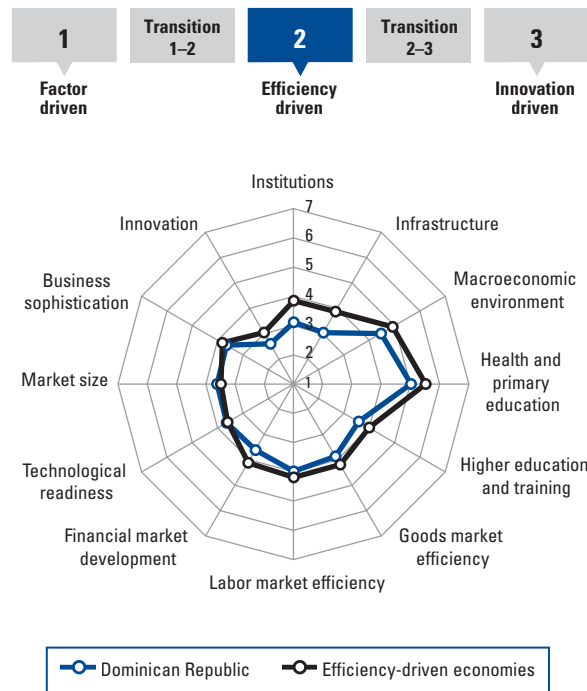 1
Transition
1–2
2
Transition
2–3
3
Factor
driven
Efficiency
driven
Innovation
driven
Institutions
Infrastructure
Macroeconomic
environment
Health and
primary
education
Higher education
and training
Goods market
efficiency
Labor market efficiency
Financial market
development
Technological
readiness
Market size
Business
sophistication
Innovation
7
6
5
4
3
2
1
Dominican Republic
Efficiency-driven economies